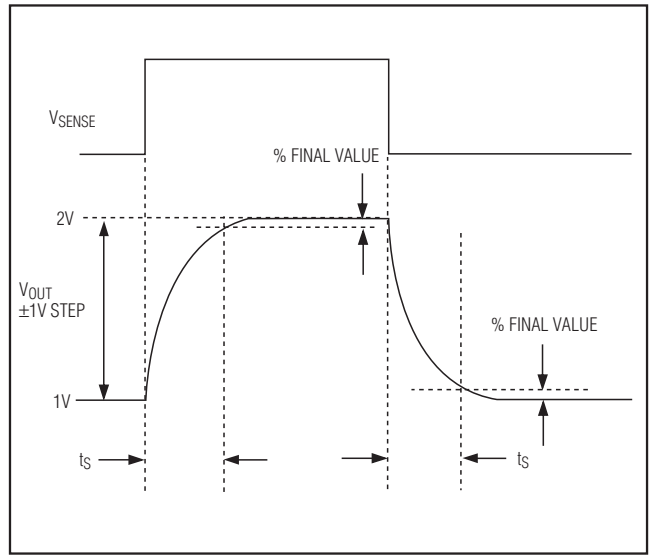 VSENSE
% FINAL VALUE
2V
VOUT
±1V STEP
% FINAL VALUE
1V
tS
tS